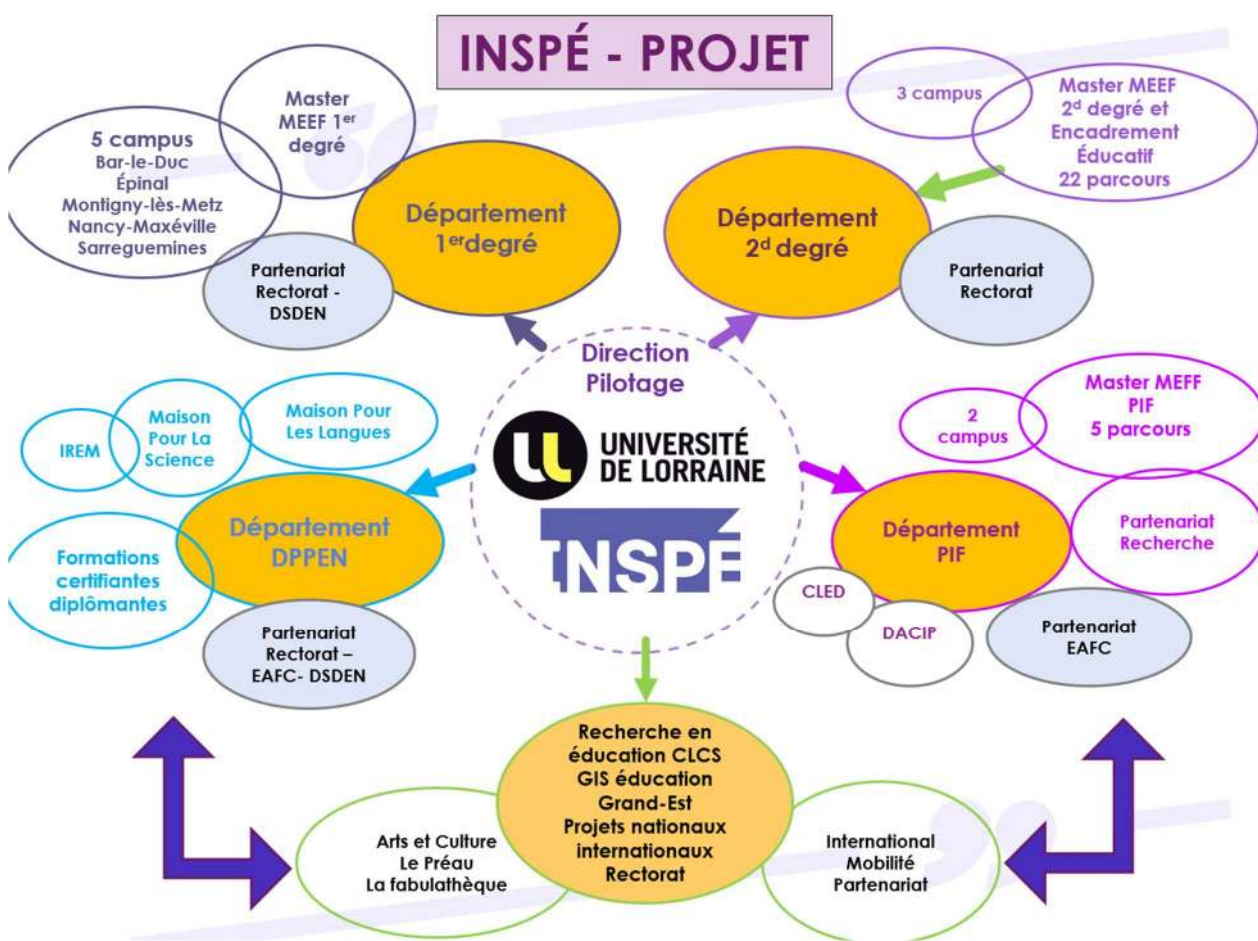 INSPÉ - PROJET
5 campus
Bar-le-Duc
Épinal
Montigny-lès-Metz
Nancy-Maxéville
Sarreguemines
Master
MEEF 1er
degré
Département
1er degré
Partenariat
Rectorat -
DSDEN
3 campus
Master MEEF
2d degré et
Encadrement
Éducatif
22 parcours
Département
2d degré
Partenariat
Rectorat
Direction
Pilotage
UL
UNIVERSITÉ
DE LORRAINE
INSPÉ
IREM
Maison
Pour La
Science
Maison Pour
Les Langues
Département
DPPEN
Formations
certifiantes
diplômantes
Partenariat
Rectorat –
EAFC- DSDEN
2
campus
Master MEFF
PIF
5 parcours
Département
PIF
Partenariat
Recherche
CLED
DACIP
Partenariat
EAFC
Recherche en
éducation CLCS
GIS éducation
Grand-Est
Projets nationaux
internationaux
Rectorat
Arts et Culture
Le Préau
La fabulathèque
International
Mobilité
Partenariat